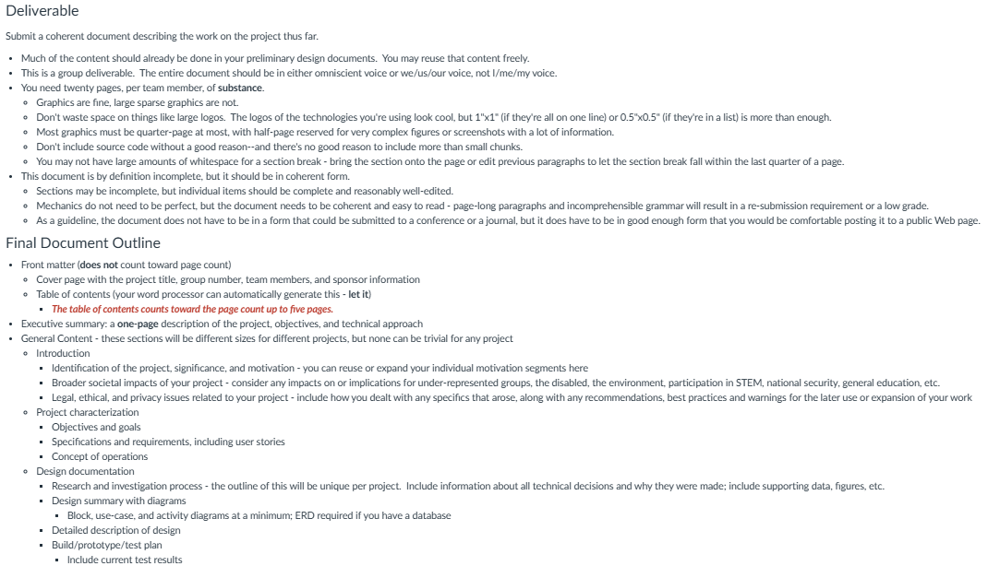 Deliverable
Submit a coherent document describing the work on the project thus far.
• Much of the content should already be done in your preliminary design documents. You may reuse that content freely.
• This is a group deliverable. The entire document should be in either omniscient voice or we/us/our voice, not I/me/my voice.
• You need twenty pages, per team member, of substance.
◦ Graphics are fine, large sparse graphics are not.
◦ Don't waste space on things like large logos. The logos of the technologies you're using look cool, but 1"x1" (if they're all on one line) or 0.5"x0.5" (if they're in a list) is more than enough.
◦ Most graphics must be quarter-page at most, with half-page reserved for very complex figures or screenshots with a lot of information.
◦ Don't include source code without a good reason--and there's no good reason to include more than small chunks.
◦ You may not have large amounts of whitespace for a section break - bring the section onto the page or edit previous paragraphs to let the section break fall within the last quarter of a page.
• This document is by definition incomplete, but it should be in coherent form.
◦ Sections may be incomplete, but individual items should be complete and reasonably well-edited.
◦ Mechanics do not need to be perfect, but the document needs to be coherent and easy to read - page-long paragraphs and incomprehensible grammar will result in a re-submission requirement or a low grade.
◦ As a guideline, the document does not have to be in a form that could be submitted to a conference or a journal, but it does have to be in good enough form that you would be comfortable posting it to a public Web page.
Final Document Outline
• Front matter (does not count toward page count)
◦ Cover page with the project title, group number, team members, and sponsor information
◦ Table of contents (your word processor can automatically generate this - let it)
▪ The table of contents counts toward the page count up to five pages.
• Executive summary: a one-page description of the project, objectives, and technical approach
• General Content - these sections will be different sizes for different projects, but none can be trivial for any project
◦ Introduction
▪ Identification of the project, significance, and motivation - you can reuse or expand your individual motivation segments here
▪ Broader societal impacts of your project - consider any impacts on or implications for under-represented groups, the disabled, the environment, participation in STEM, national security, general education, etc.
▪ Legal, ethical, and privacy issues related to your project - include how you dealt with any specifics that arose, along with any recommendations, best practices and warnings for the later use or expansion of your work
◦ Project characterization
▪ Objectives and goals
▪ Specifications and requirements, including user stories
▪ Concept of operations
◦ Design documentation
▪ Research and investigation process - the outline of this will be unique per project. Include information about all technical decisions and why they were made; include supporting data, figures, etc.
▪ Design summary with diagrams
▪ Block, use-case, and activity diagrams at a minimum; ERD required if you have a database
▪ Detailed description of design
▪ Build/prototype/test plan
▪ Include current test results